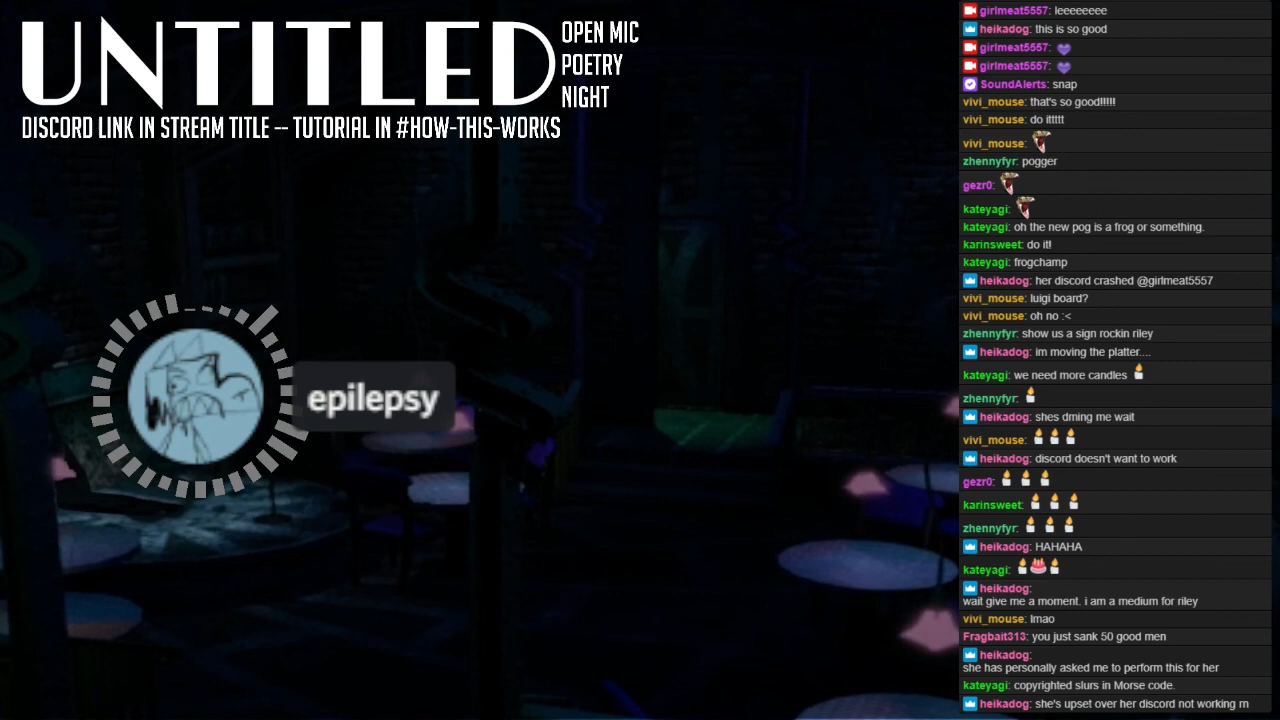 UNTITLED
OPEN MIC
POETRY
NIGHT
DISCORD LINK IN STREAM TITLE -- TUTORIAL IN #HOW-THIS-WORKS
epilepsy
girlmeat5557: leeeeeeee
heikadog: this is so good
girlmeat5557:
girlmeat5557:
SoundAlerts: snap
vivi_mouse: that's so good!!!!!
vivi_mouse: do ittttt
vivi_mouse:
zhennyfyr: pogger
gezr0:
kateyagi:
kateyagi: oh the new pog is a frog or something.
karinsweet: do it!
kateyagi: frogchamp
heikadog: her discord crashed @girlmeat5557
vivi_mouse: luigi board?
vivi_mouse: oh no :<
zhennyfyr: show us a sign rockin riley
heikadog: im moving the platter....
kateyagi: we need more candles
zhennyfyr:
heikadog: shes dming me wait
vivi_mouse:
heikadog: discord doesn't want to work
gezr0:
karinsweet:
zhennyfyr:
heikadog: HAHAHA
kateyagi:
heikadog:
wait give me a moment. i am a medium for riley
vivi_mouse: lmao
Fragbait313: you just sank 50 good men
heikadog:
she has personally asked me to perform this for her
kateyagi: copyrighted slurs in Morse code.
heikadog: she's upset over her discord not working rn